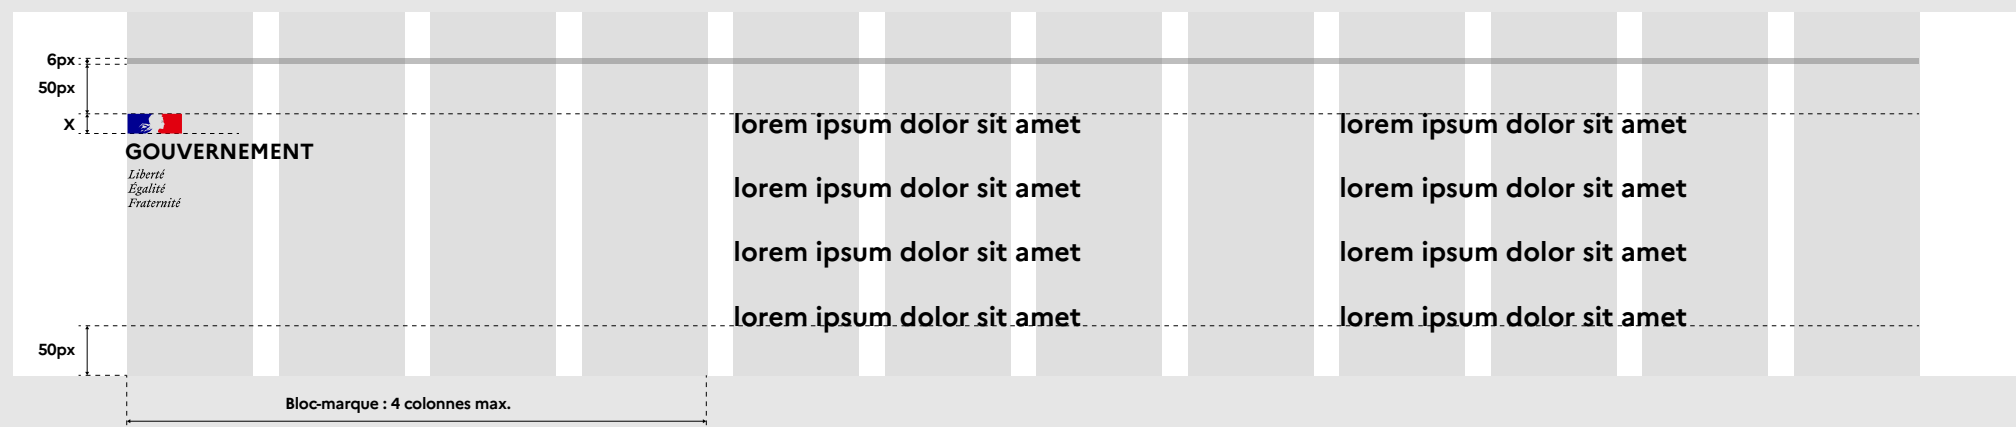 6px
50px
X
GOUVERNEMENT
Liberté
Égalité
Fraternité
lorem ipsum dolor sit amet
lorem ipsum dolor sit amet
lorem ipsum dolor sit amet
lorem ipsum dolor sit amet
lorem ipsum dolor sit amet
lorem ipsum dolor sit amet
lorem ipsum dolor sit amet
lorem ipsum dolor sit amet
50px
Bloc-marque : 4 colonnes max.